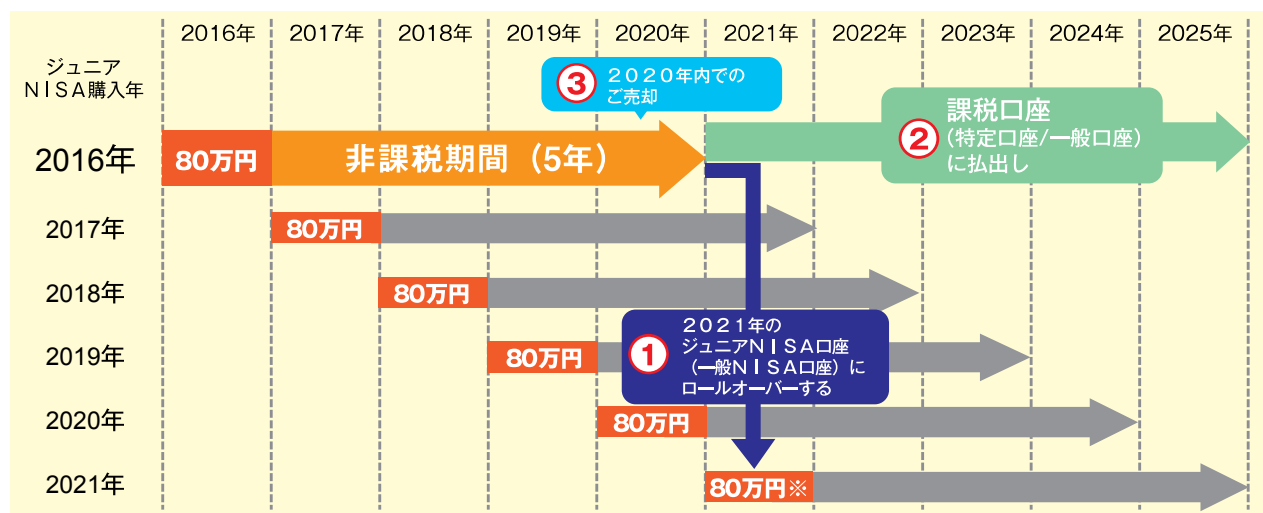 2016年 2017年 2018年 2019年 2020年 2021年 2022年 2023年 2024年 2025年
ジュニア
ＮＩＳＡ購入年
③ ２０２０年内での
ご売却
2016年 80万円 非課税期間（5年）
② 課税口座
（特定口座/一般口座）
に払出し
2017年 80万円
2018年 80万円
2019年 80万円
① ２０２１年の
ジュニアＮＩＳＡ口座
（一般ＮＩＳＡ口座）に
ロールオーバーする
2020年 80万円
2021年 80万円※